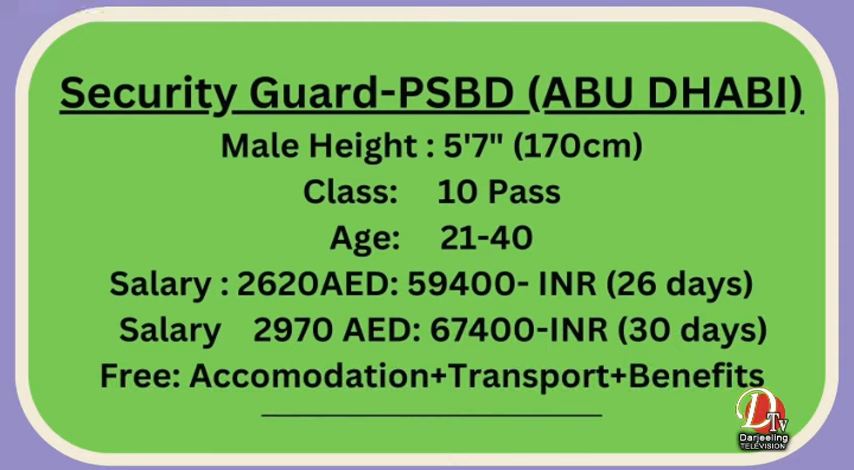 Security Guard-PSBD (ABU DHABI)
Male Height : 5'7" (170cm)
Class: 10 Pass
Age: 21-40
Salary : 2620AED: 59400- INR (26 days)
Salary 2970 AED: 67400-INR (30 days)
Free: Accomodation+Transport+Benefits
D Tv
Darjeeling
TELEVISION